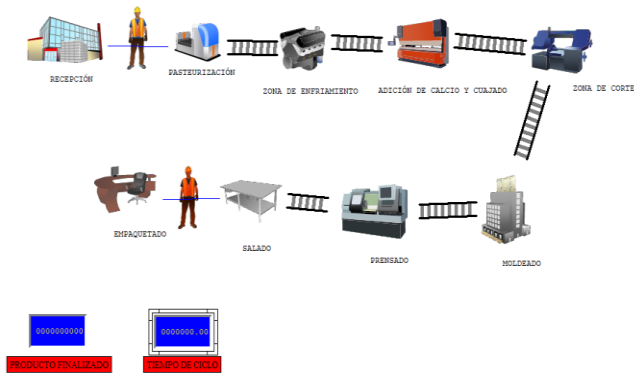 RECEPCIÓN
PASTEURIZACIÓN
ZONA DE ENFRIAMIENTO
ADICIÓN DE CALCIO Y CUAJADO
ZONA DE CORTE
EMPAQUETADO
SALADO
PRENSADO
MOLDEADO
0000000000
0000000.00
PRODUCTO FINALIZADO
TIEMPO DE CICLO